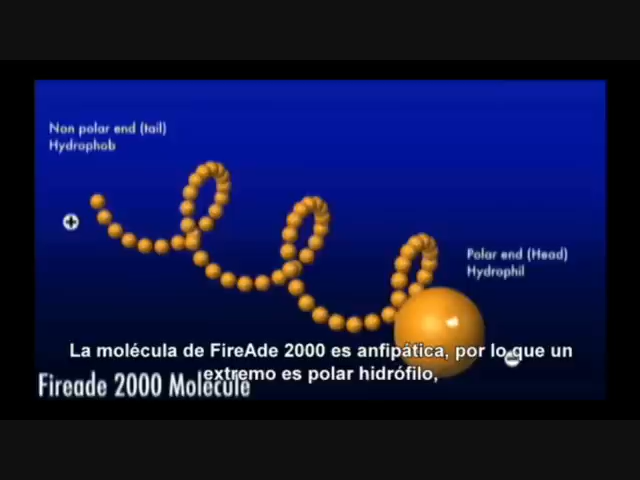 Non polar end (tail)
Hydrophob
+
Polar end (Head)
Hydrophil
La molécula de FireAde 2000 es anfipática, por lo que un
extremo es polar hidrófilo,
−
Fireade 2000 Molecule